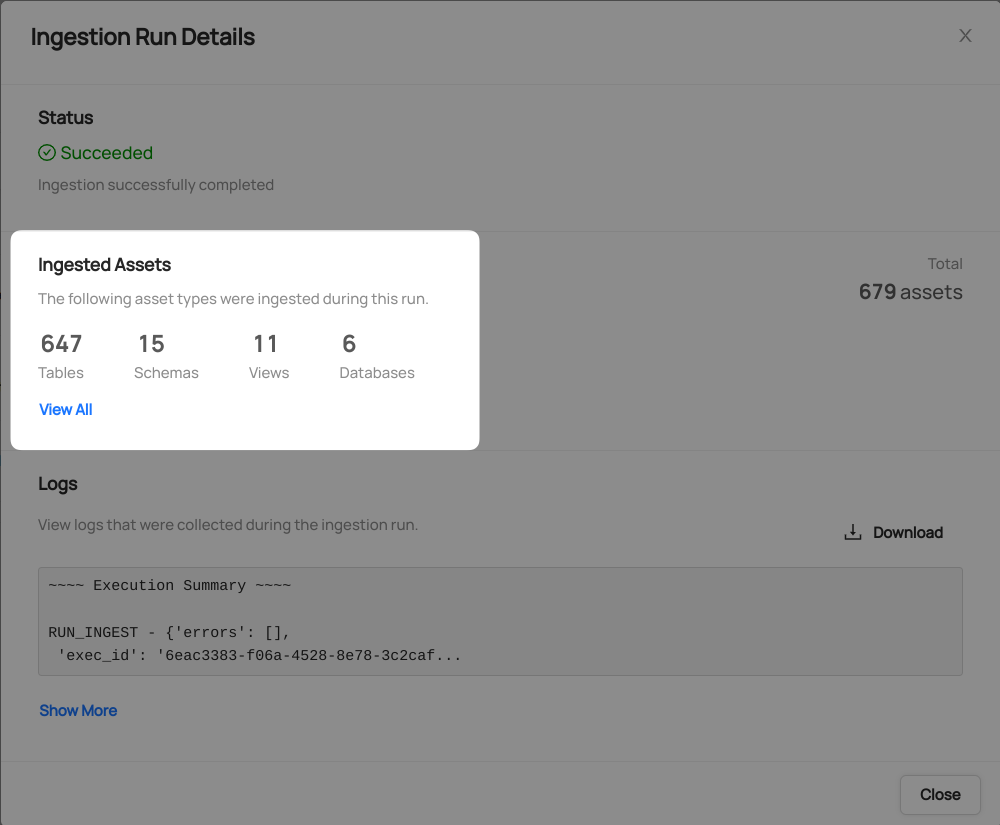 Ingestion Run Details
Status
Succeeded
Ingestion successfully completed
Ingested Assets
The following asset types were ingested during this run.
Total
679 assets
647 15 11 6
Tables Schemas Views Databases
View All
Logs
View logs that were collected during the ingestion run.
Download
~~~~ Execution Summary ~~~~
RUN_INGEST - {'errors': [],
'exec_id': '6eac3383-f06a-4528-8e78-3c2caf...
Show More
Close